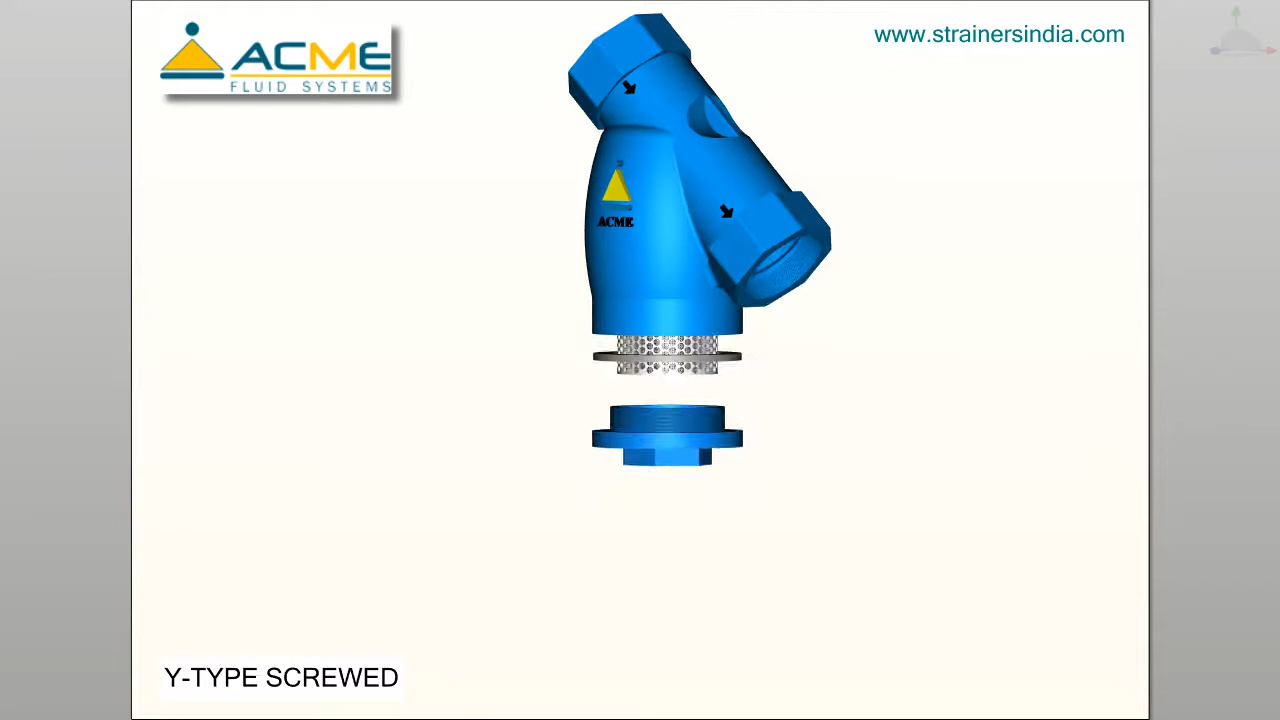 ACME
FLUID SYSTEMS
www.strainersindia.com
ACME
Y-TYPE SCREWED